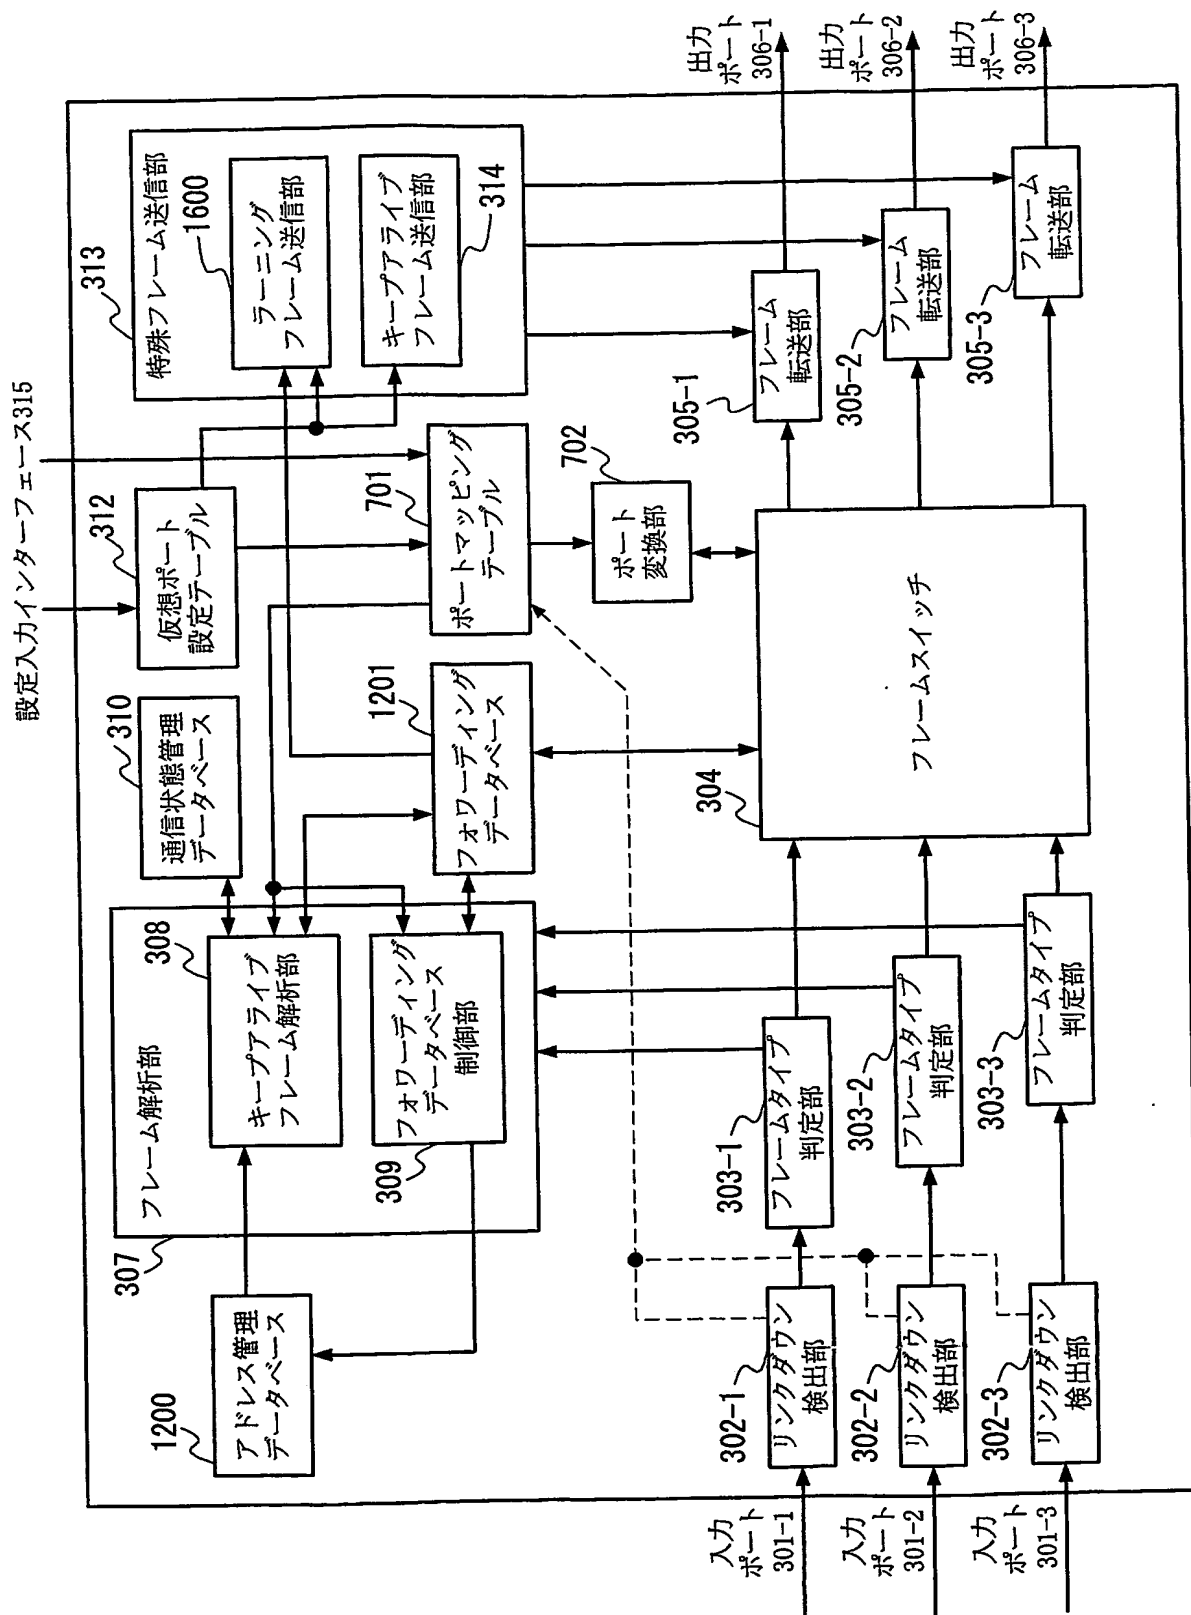 設定入力インターフェース315
307
フレーム解析部
1200
アドレス管理
データベース
308
キープアライブ
フレーム解析部
309
フォワーディング
データベース
制御部
310
通信状態管理
データベース
312
仮想ポート
設定テーブル
313
特殊フレーム送信部
1600
ラーニング
フレーム送信部
キープアライブ
フレーム送信部
314
1201
フォワーディング
データベース
701
ポートマッピング
テーブル
702
ポート
変換部
304
フレームスイッチ
入力
ポート
301-1
302-1
リンクダウン
検出部
303-1
フレームタイプ
判定部
305-1
フレーム
転送部
出力
ポート
306-1
入力
ポート
301-2
302-2
リンクダウン
検出部
303-2
フレームタイプ
判定部
305-2
フレーム
転送部
出力
ポート
306-2
入力
ポート
301-3
302-3
リンクダウン
検出部
303-3
フレームタイプ
判定部
305-3
フレーム
転送部
出力
ポート
306-3